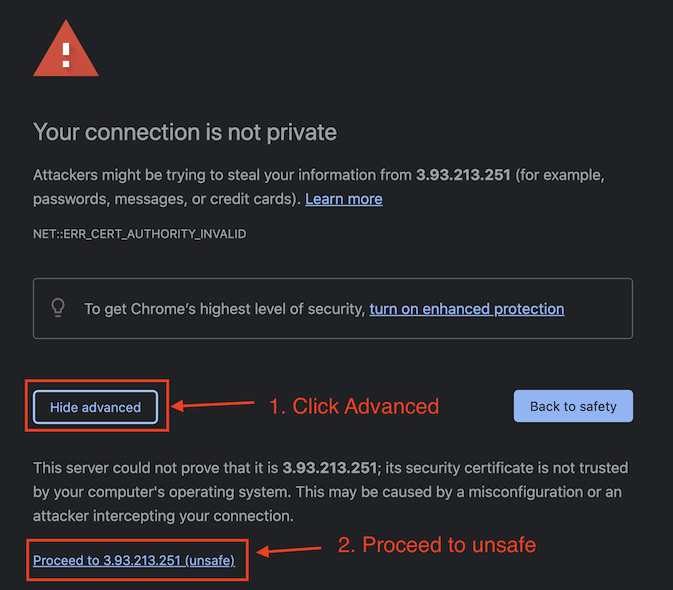 Your connection is not private
Attackers might be trying to steal your information from 3.93.213.251 (for example,
passwords, messages, or credit cards). Learn more
NET::ERR_CERT_AUTHORITY_INVALID
To get Chrome's highest level of security, turn on enhanced protection
Hide advanced
1. Click Advanced
Back to safety
This server could not prove that it is 3.93.213.251; its security certificate is not trusted
by your computer's operating system. This may be caused by a misconfiguration or an
attacker intercepting your connection.
Proceed to 3.93.213.251 (unsafe)
2. Proceed to unsafe